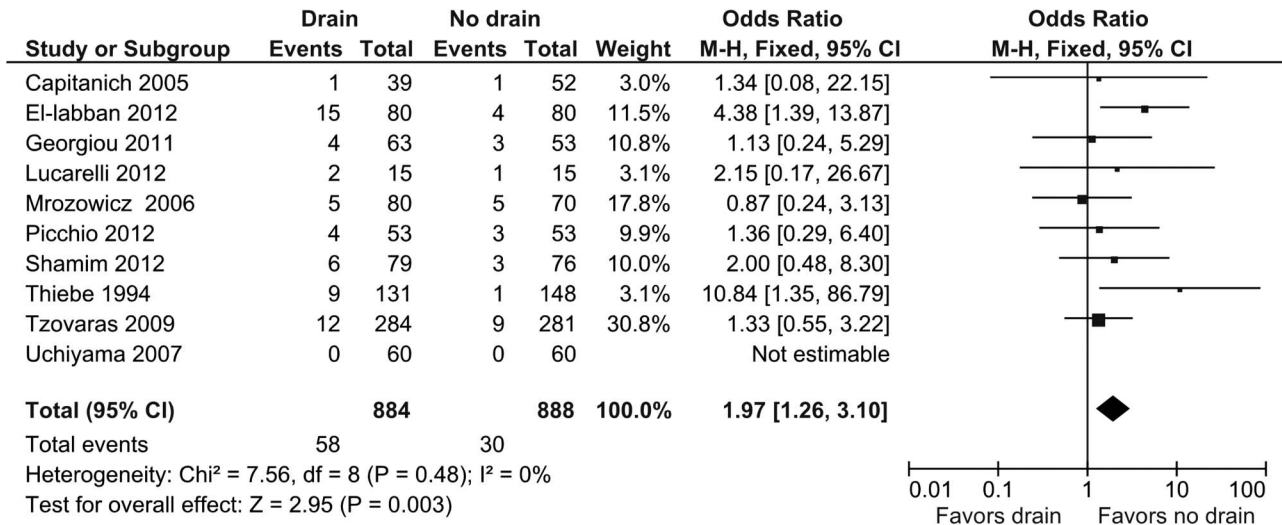 Drain No drain Odds Ratio Odds Ratio
Study or Subgroup Events Total Events Total Weight M-H, Fixed, 95% CI M-H, Fixed, 95% CI
Capitanich 2005 1 39 1 52 3.0% 1.34 [0.08, 22.15]
El-labban 2012 15 80 4 80 11.5% 4.38 [1.39, 13.87]
Georgiou 2011 4 63 3 53 10.8% 1.13 [0.24, 5.29]
Lucarelli 2012 2 15 1 15 3.1% 2.15 [0.17, 26.67]
Mrozowicz 2006 5 80 5 70 17.8% 0.87 [0.24, 3.13]
Picchio 2012 4 53 3 53 9.9% 1.36 [0.29, 6.40]
Shamim 2012 6 79 3 76 10.0% 2.00 [0.48, 8.30]
Thiebe 1994 9 131 1 148 3.1% 10.84 [1.35, 86.79]
Tzovaras 2009 12 284 9 281 30.8% 1.33 [0.55, 3.22]
Uchiyama 2007 0 60 0 60 Not estimable
Total (95% CI) 884 888 100.0% 1.97 [1.26, 3.10]
Total events 58 30
Heterogeneity: Chi² = 7.56, df = 8 (P = 0.48); I² = 0%
Test for overall effect: Z = 2.95 (P = 0.003)
0.01 0.1 1 10 100
Favors drain Favors no drain